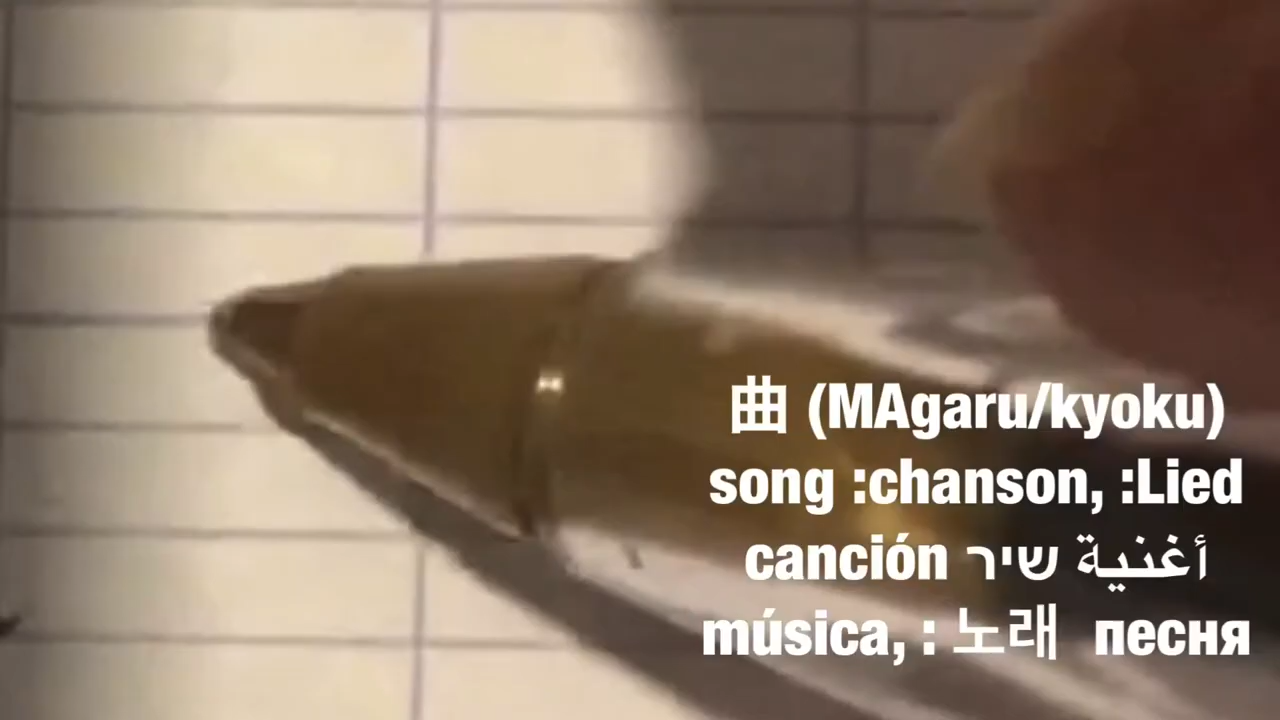 曲 (MAgaru/kyoku)
song :chanson, :Lied
canción שיר أغنية
música, : 노래 песня